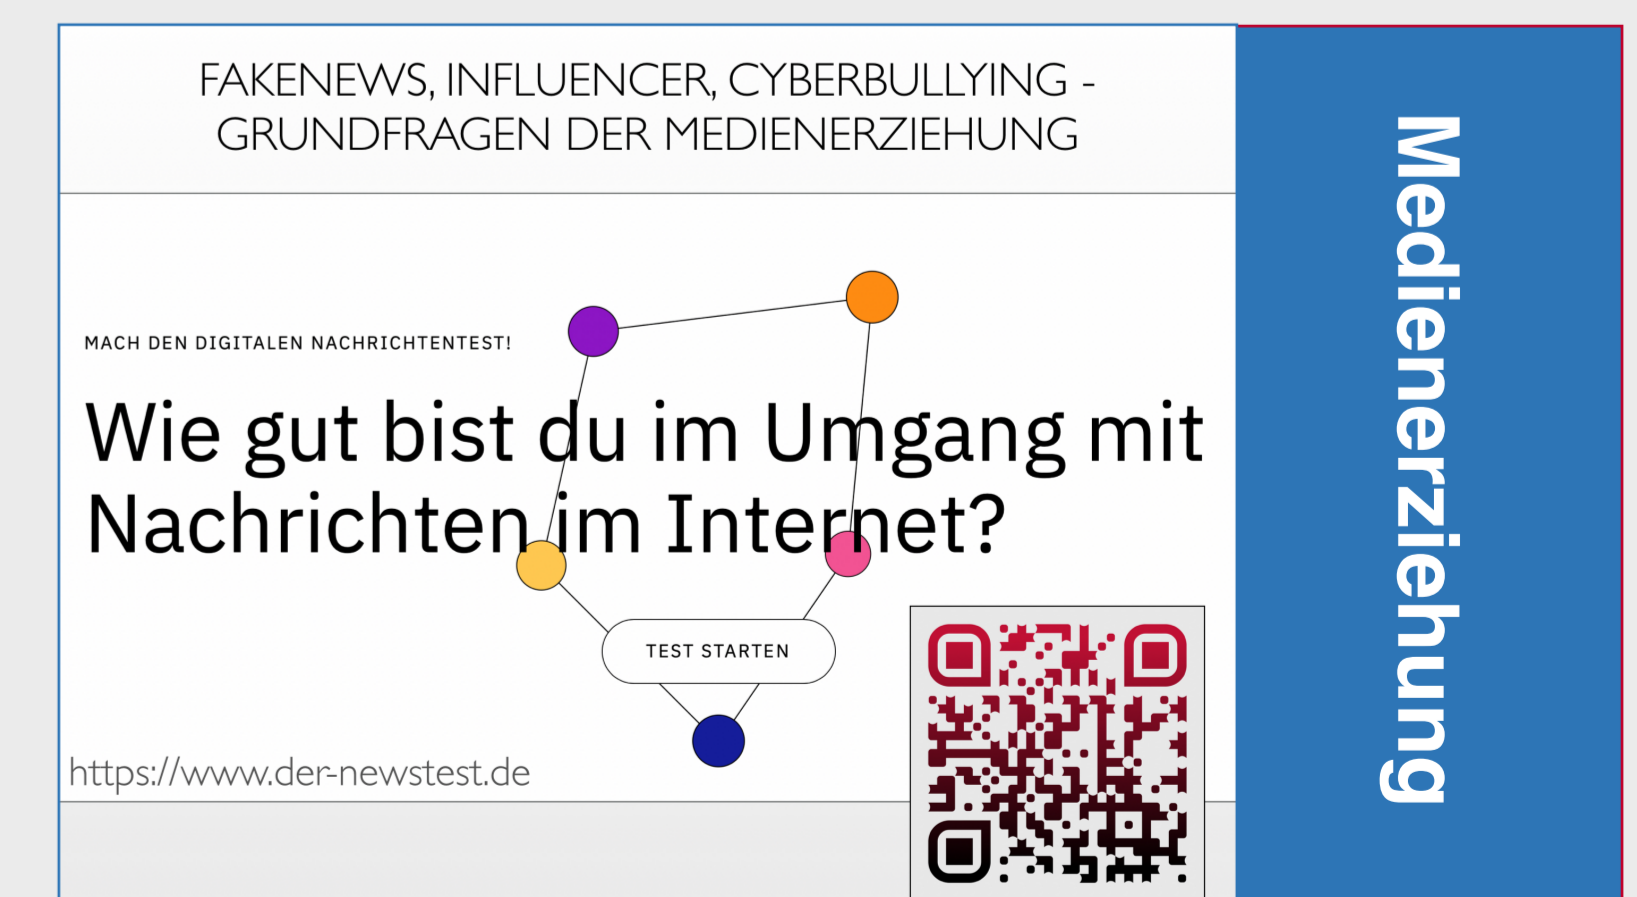 FAKENEWS, INFLUENCER, CYBERBULLYING -
GRUNDFRAGEN DER MEDIENERZIEHUNG
MACH DEN DIGITALEN NACHRICHTENTEST!
Wie gut bist du im Umgang mit
Nachrichten im Internet?
TEST STARTEN
https://www.der-newstest.de
Medienerziehung